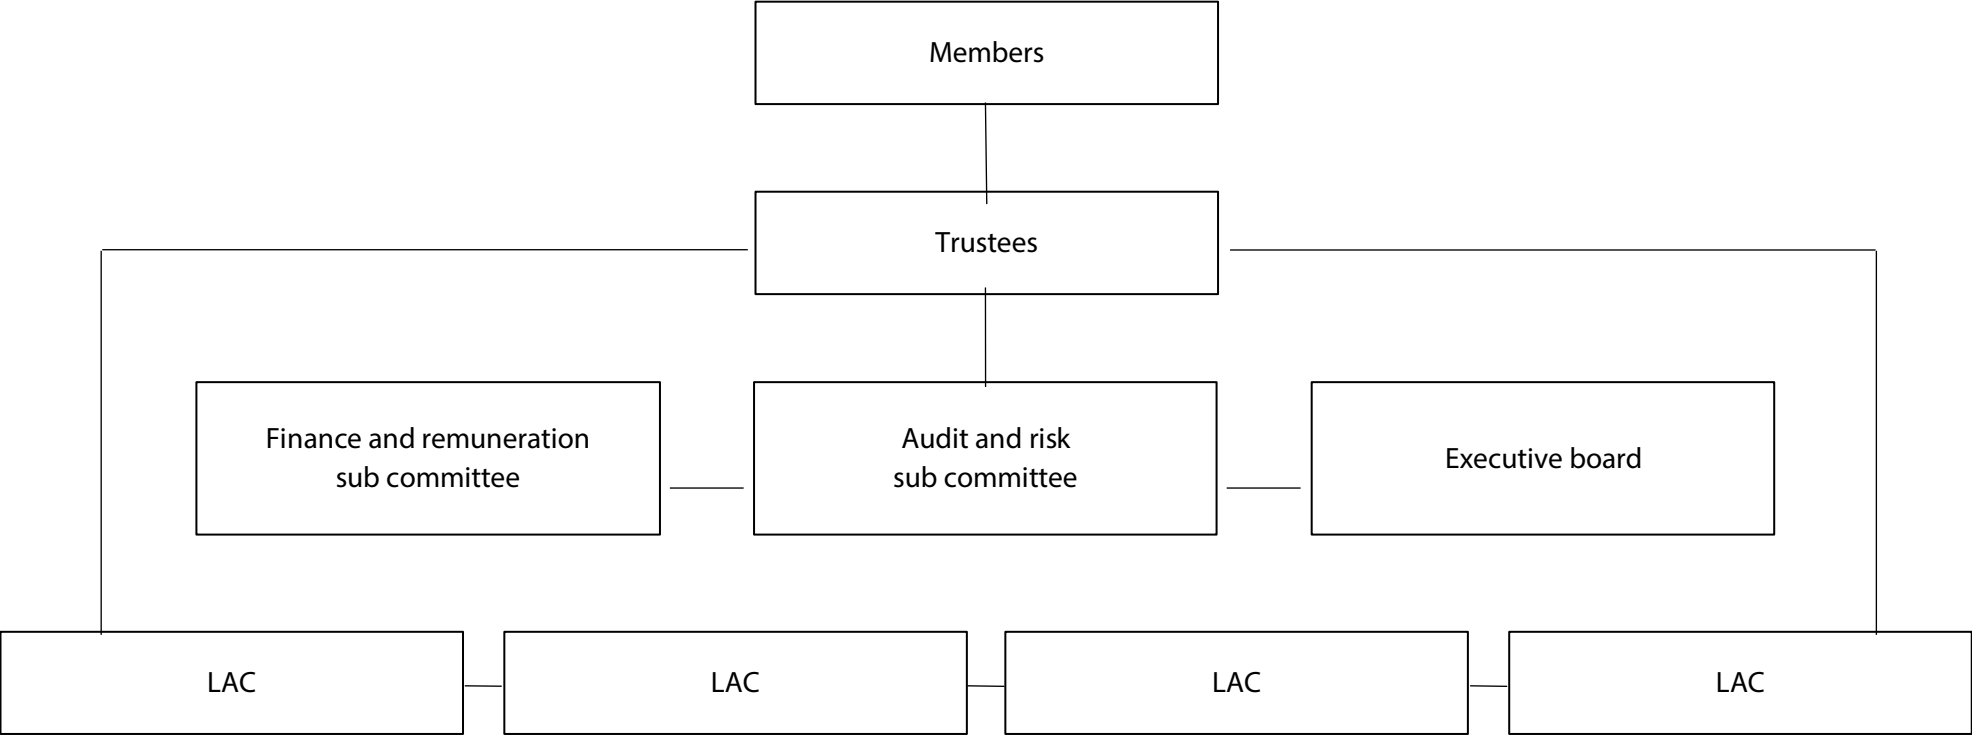 Members
Trustees
Finance and remuneration
sub committee
Audit and risk
sub committee
Executive board
LAC
LAC
LAC
LAC